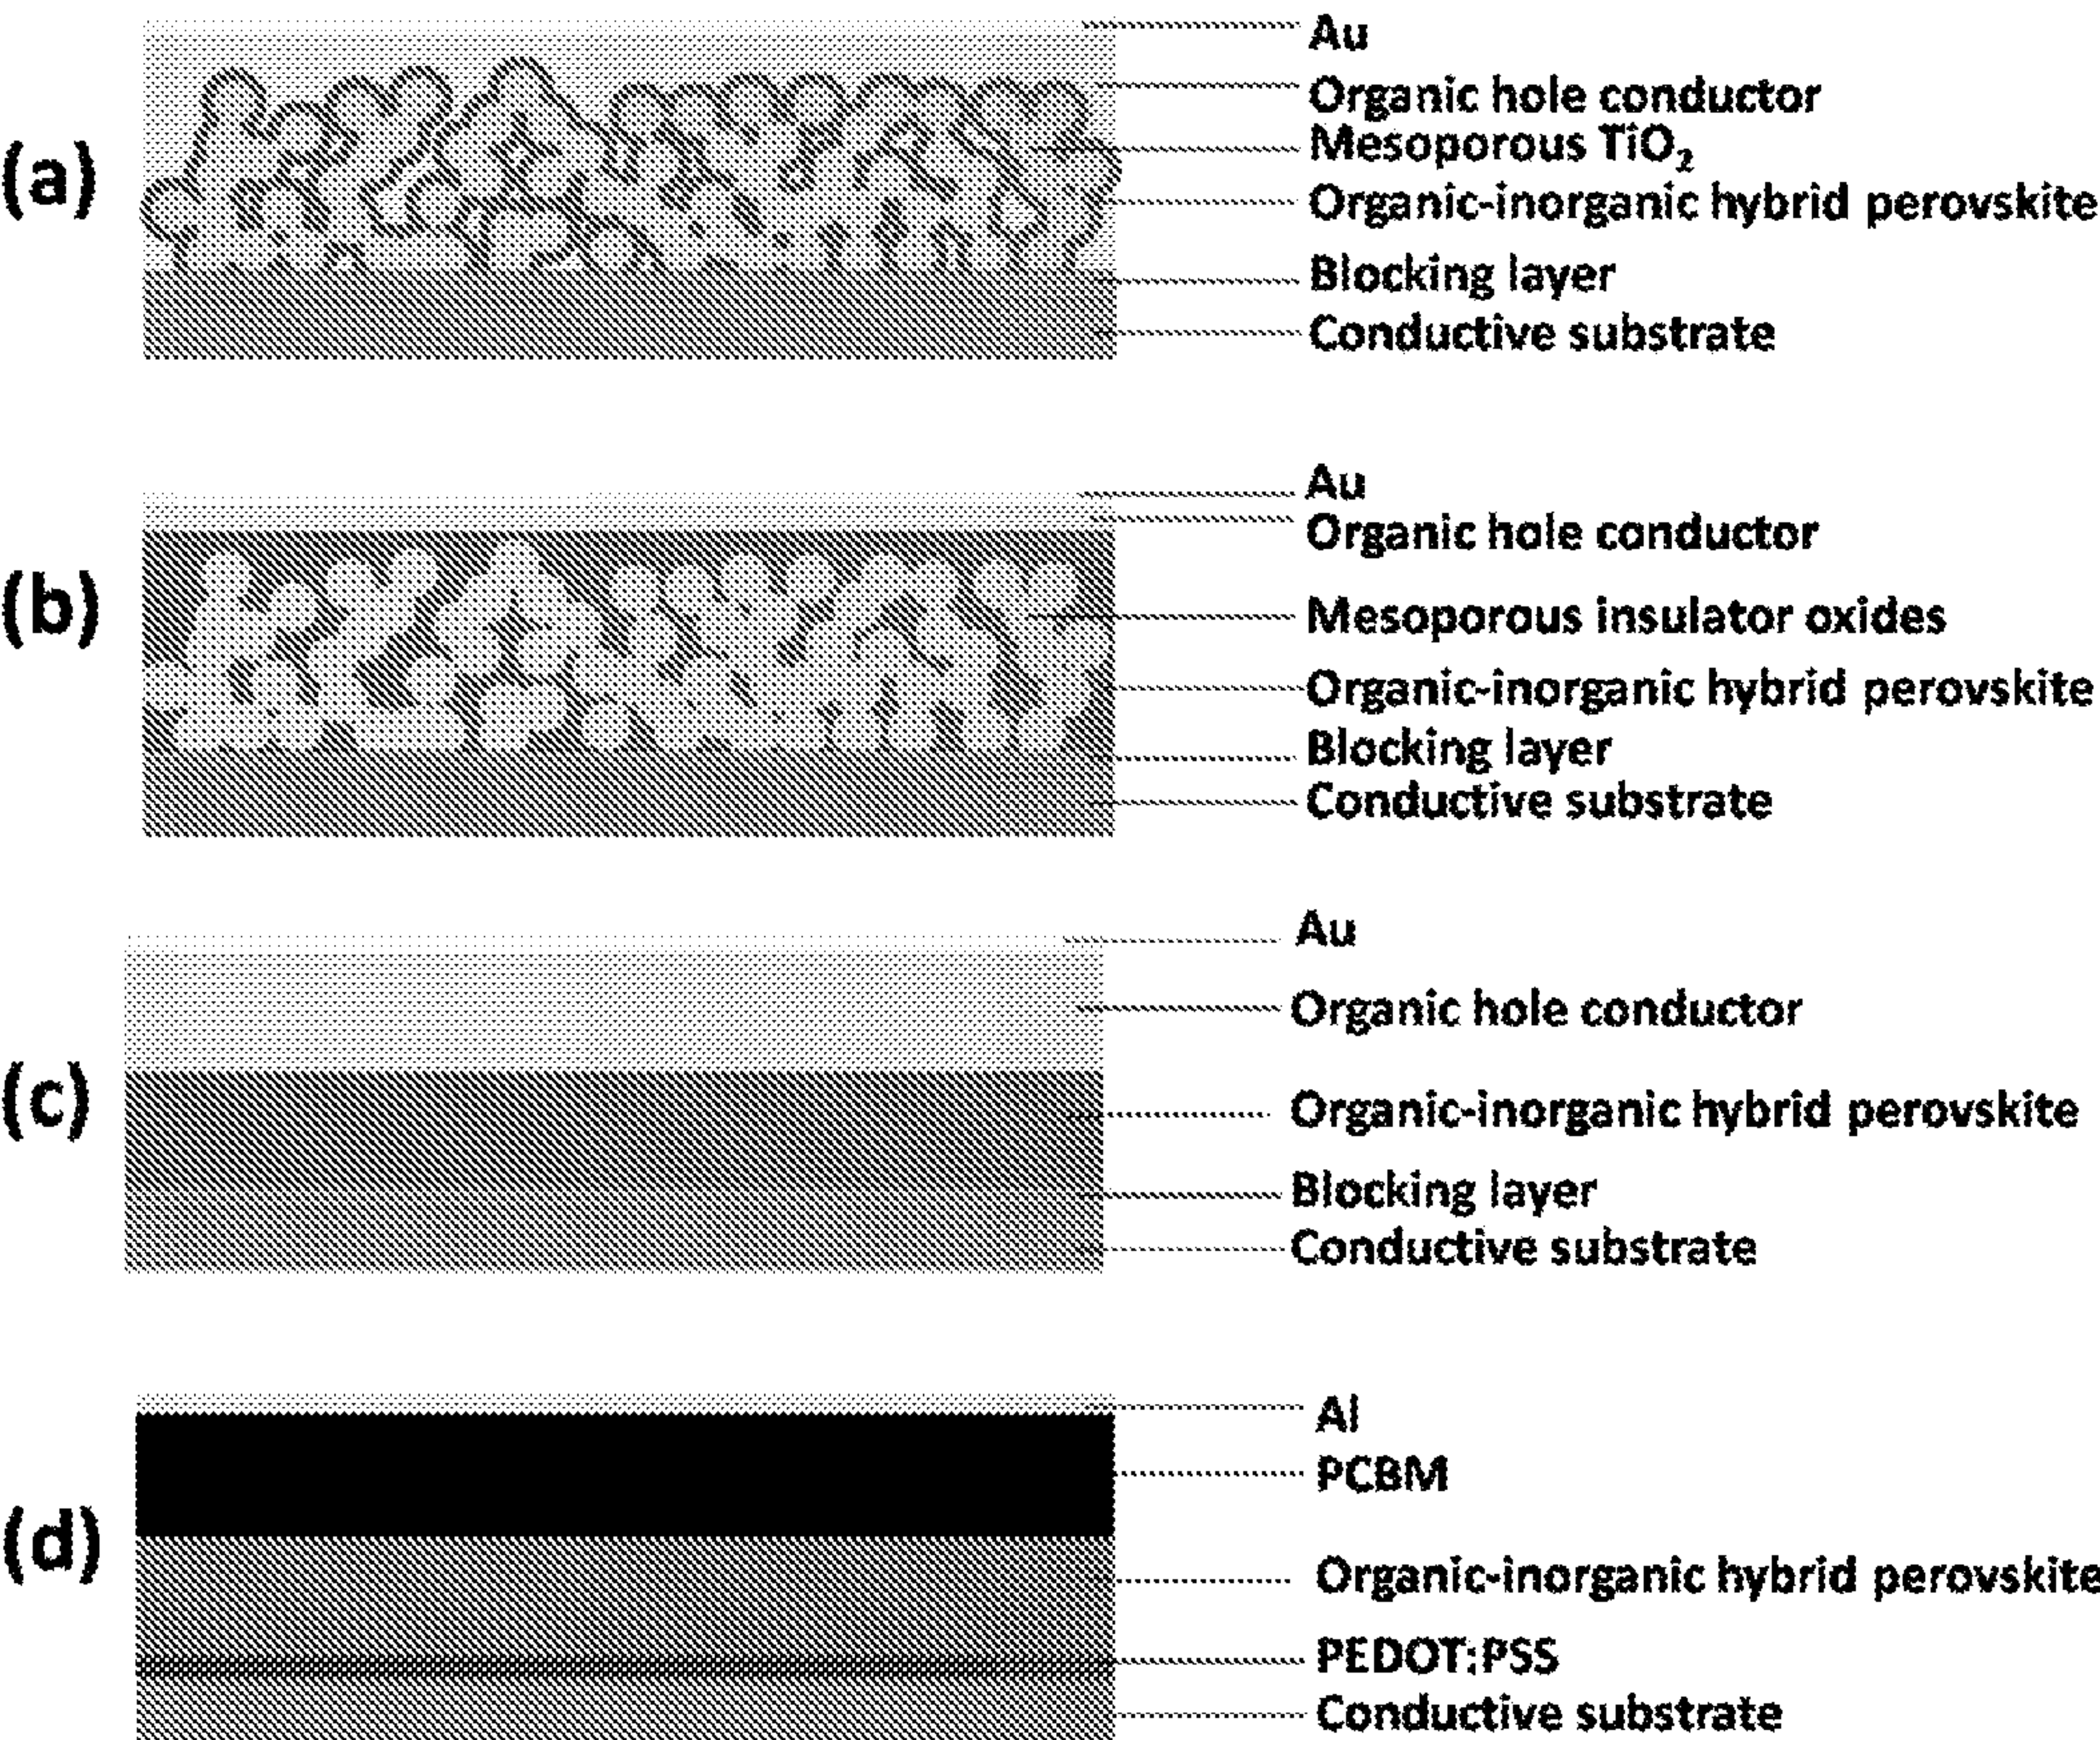 (a)
Au
Organic hole conductor
Mesoporous TiO₂
Organic-inorganic hybrid perovskite
Blocking layer
Conductive substrate
(b)
Au
Organic hole conductor
Mesoporous insulator oxides
Organic-inorganic hybrid perovskite
Blocking layer
Conductive substrate
(c)
Au
Organic hole conductor
Organic-inorganic hybrid perovskite
Blocking layer
Conductive substrate
(d)
Al
PCBM
Organic-inorganic hybrid perovskite
PEDOT:PSS
Conductive substrate